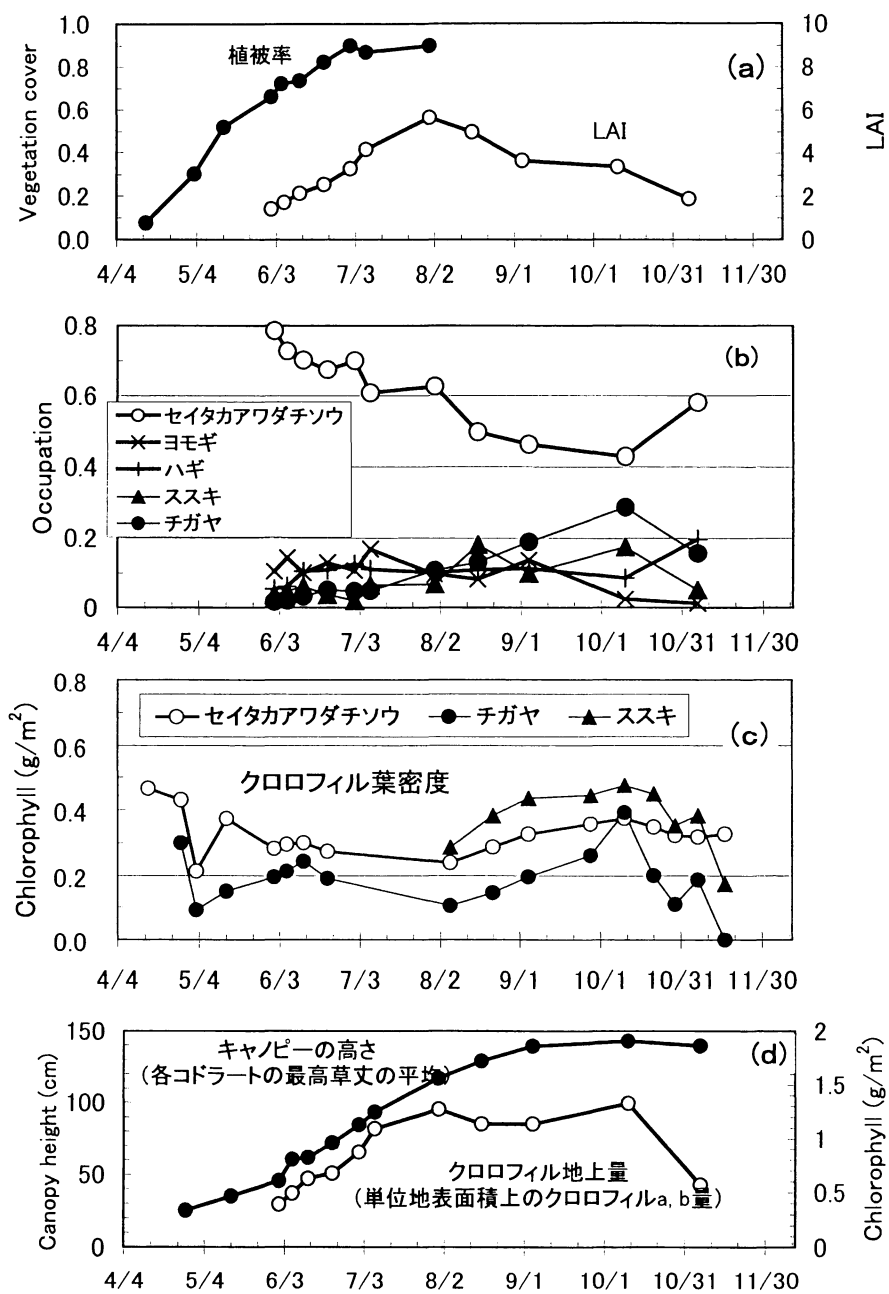 1.0
0.8
0.6
0.4
0.2
0.0
Vegetation cover
植被率
(a)
LAI
10
8
6
4
2
0
LAI
4/4 5/4 6/3 7/3 8/2 9/1 10/1 10/31 11/30
0.8
0.6
0.4
0.2
0
Occupation
(b)
セイタカアワダチソウ
ヨモギ
ハギ
ススキ
チガヤ
4/4 5/4 6/3 7/3 8/2 9/1 10/1 10/31 11/30
0.8
0.6
0.4
0.2
0.0
Chlorophyll (g/m²)
セイタカアワダチソウ チガヤ ススキ
(c)
クロロフィル葉密度
4/4 5/4 6/3 7/3 8/2 9/1 10/1 10/31 11/30
150
100
50
0
Canopy height (cm)
キャノピーの高さ
(各コドラートの最高草丈の平均)
(d)
クロロフィル地上量
(単位地表面積上のクロロフィルa, b量)
2
1.5
1
0.5
0
Chlorophyll (g/m²)
4/4 5/4 6/3 7/3 8/2 9/1 10/1 10/31 11/30